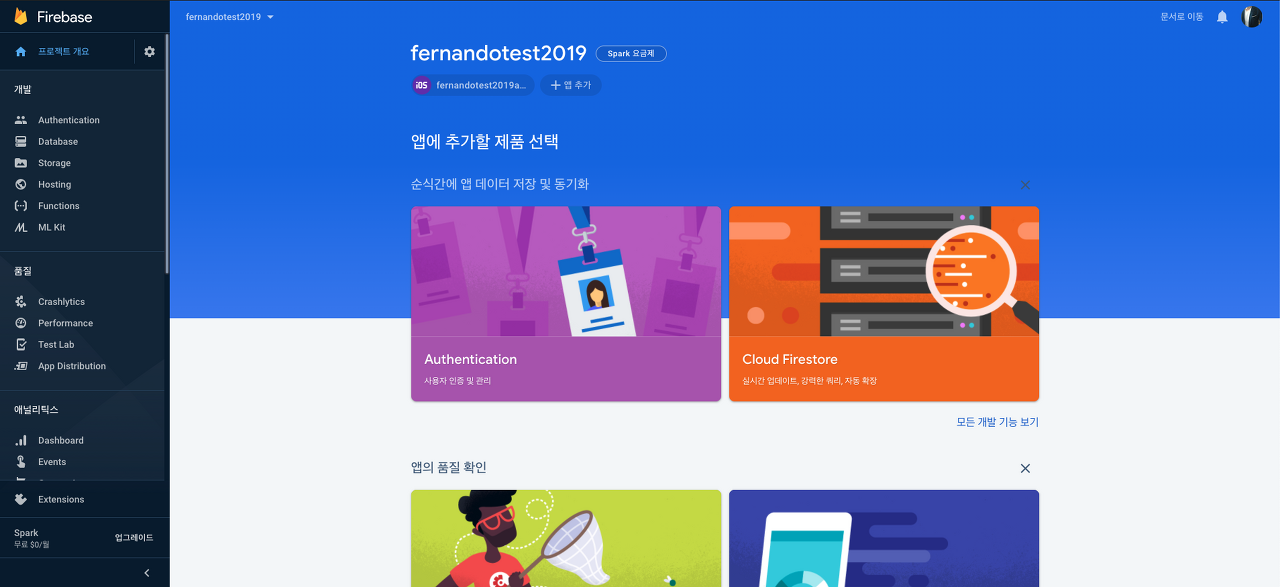 Firebase
프로젝트 개요
개발
Authentication
Database
Storage
Hosting
Functions
ML Kit
품질
Crashlytics
Performance
Test Lab
App Distribution
애널리틱스
Dashboard
Events
Extensions
Spark
무료 $0/월
업그레이드
fernandotest2019
문서로 이동
fernandotest2019
Spark 요금제
iOS
fernandotest2019a...
앱 추가
앱에 추가할 제품 선택
순식간에 앱 데이터 저장 및 동기화
Authentication
사용자 인증 및 관리
Cloud Firestore
실시간 업데이트, 강력한 쿼리, 자동 확장
모든 개발 기능 보기
앱의 품질 확인